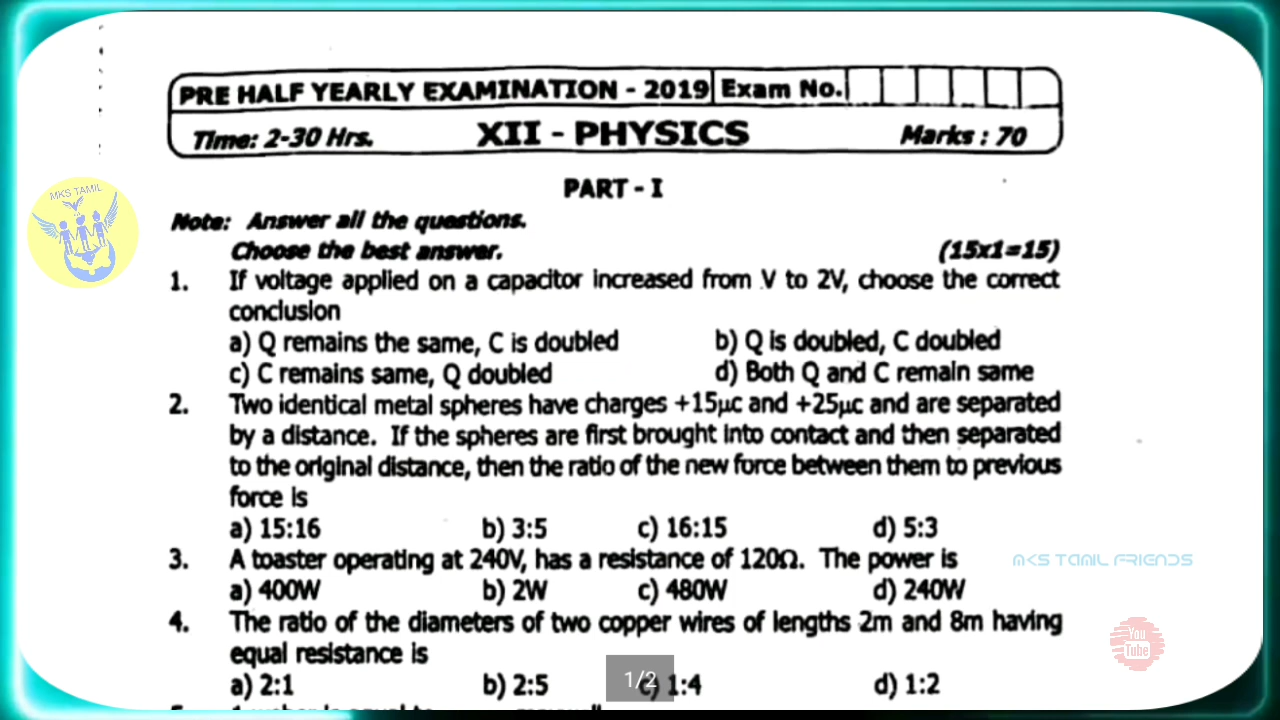 PRE HALF YEARLY EXAMINATION - 2019 Exam No.
Time: 2-30 Hrs. XII - PHYSICS Marks : 70
PART - I
MKS TAMIL
Note: Answer all the questions.
Choose the best answer. (15x1=15)
1. If voltage applied on a capacitor increased from V to 2V, choose the correct
conclusion
a) Q remains the same, C is doubled b) Q is doubled, C doubled
c) C remains same, Q doubled d) Both Q and C remain same
2. Two identical metal spheres have charges +15μc and +25μc and are separated
by a distance. If the spheres are first brought into contact and then separated
to the original distance, then the ratio of the new force between them to previous
force is
a) 15:16 b) 3:5 c) 16:15 d) 5:3
3. A toaster operating at 240V, has a resistance of 120Ω. The power is
MKS TAMIL FRIENDS
a) 400W b) 2W c) 480W d) 240W
4. The ratio of the diameters of two copper wires of lengths 2m and 8m having
equal resistance is
You
Tube
1/2
a) 2:1 b) 2:5 c) 1:4 d) 1:2